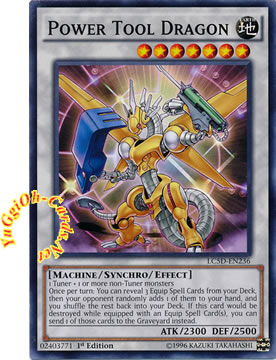 POWER TOOL DRAGON
EARTH
地
YuGgiOh-Cards.Net
LC5D-EN236
[MACHINE/SYNCHRO/EFFECT]
1 Tuner + 1 or more non-Tuner monsters
Once per turn: You can reveal 3 Equip Spell Cards from your Deck,
then your opponent randomly adds 1 of them to your hand, and
you shuffle the rest back into your Deck. If this card would be
destroyed while equipped with an Equip Spell Card(s), you can
send 1 of those cards to the Graveyard instead.
ATK/2300 DEF/2500
02403771 1st Edition ©1996 KAZUKI TAKAHASHI